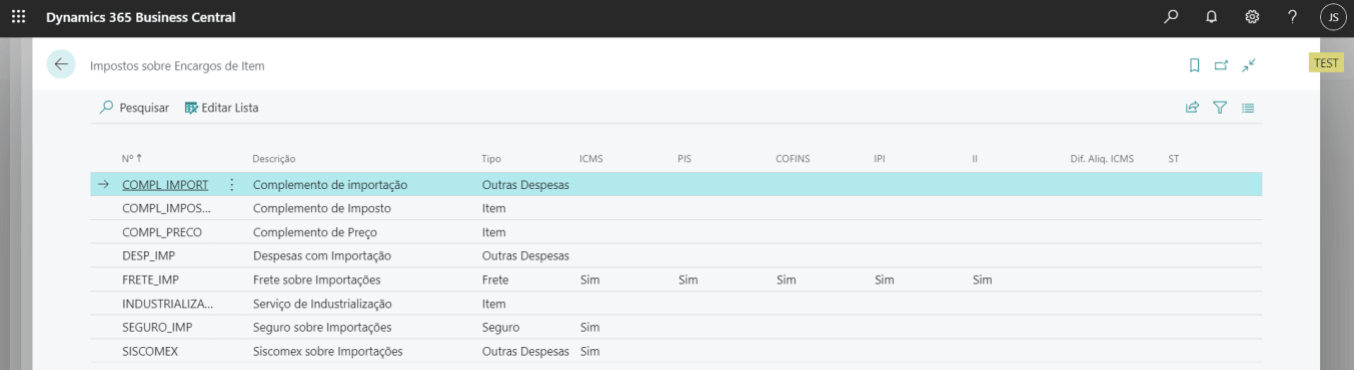 Dynamics 365 Business Central
JS
Impostos sobre Encargos de Item
TEST
Pesquisar Editar Lista
Nº ↑ Descrição Tipo ICMS PIS COFINS IPI II Dif. Aliq. ICMS ST
→ COMPL_IMPORT ⋮ Complemento de importação Outras Despesas
COMPL_IMPOS... Complemento de Imposto Item
COMPL_PRECO Complemento de Preço Item
DESP_IMP Despesas com Importação Outras Despesas
FRETE_IMP Frete sobre Importações Frete Sim Sim Sim Sim Sim
INDUSTRIALIZA... Serviço de Industrialização Item
SEGURO_IMP Seguro sobre Importações Seguro Sim
SISCOMEX Siscomex sobre Importações Outras Despesas Sim